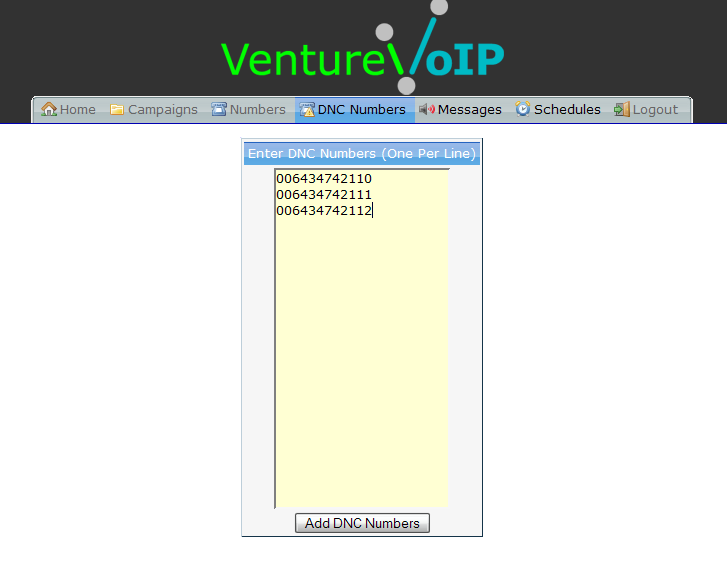 VentureVoIP
Home Campaigns Numbers DNC Numbers Messages Schedules Logout
Enter DNC Numbers (One Per Line)
006434742110
006434742111
006434742112
Add DNC Numbers